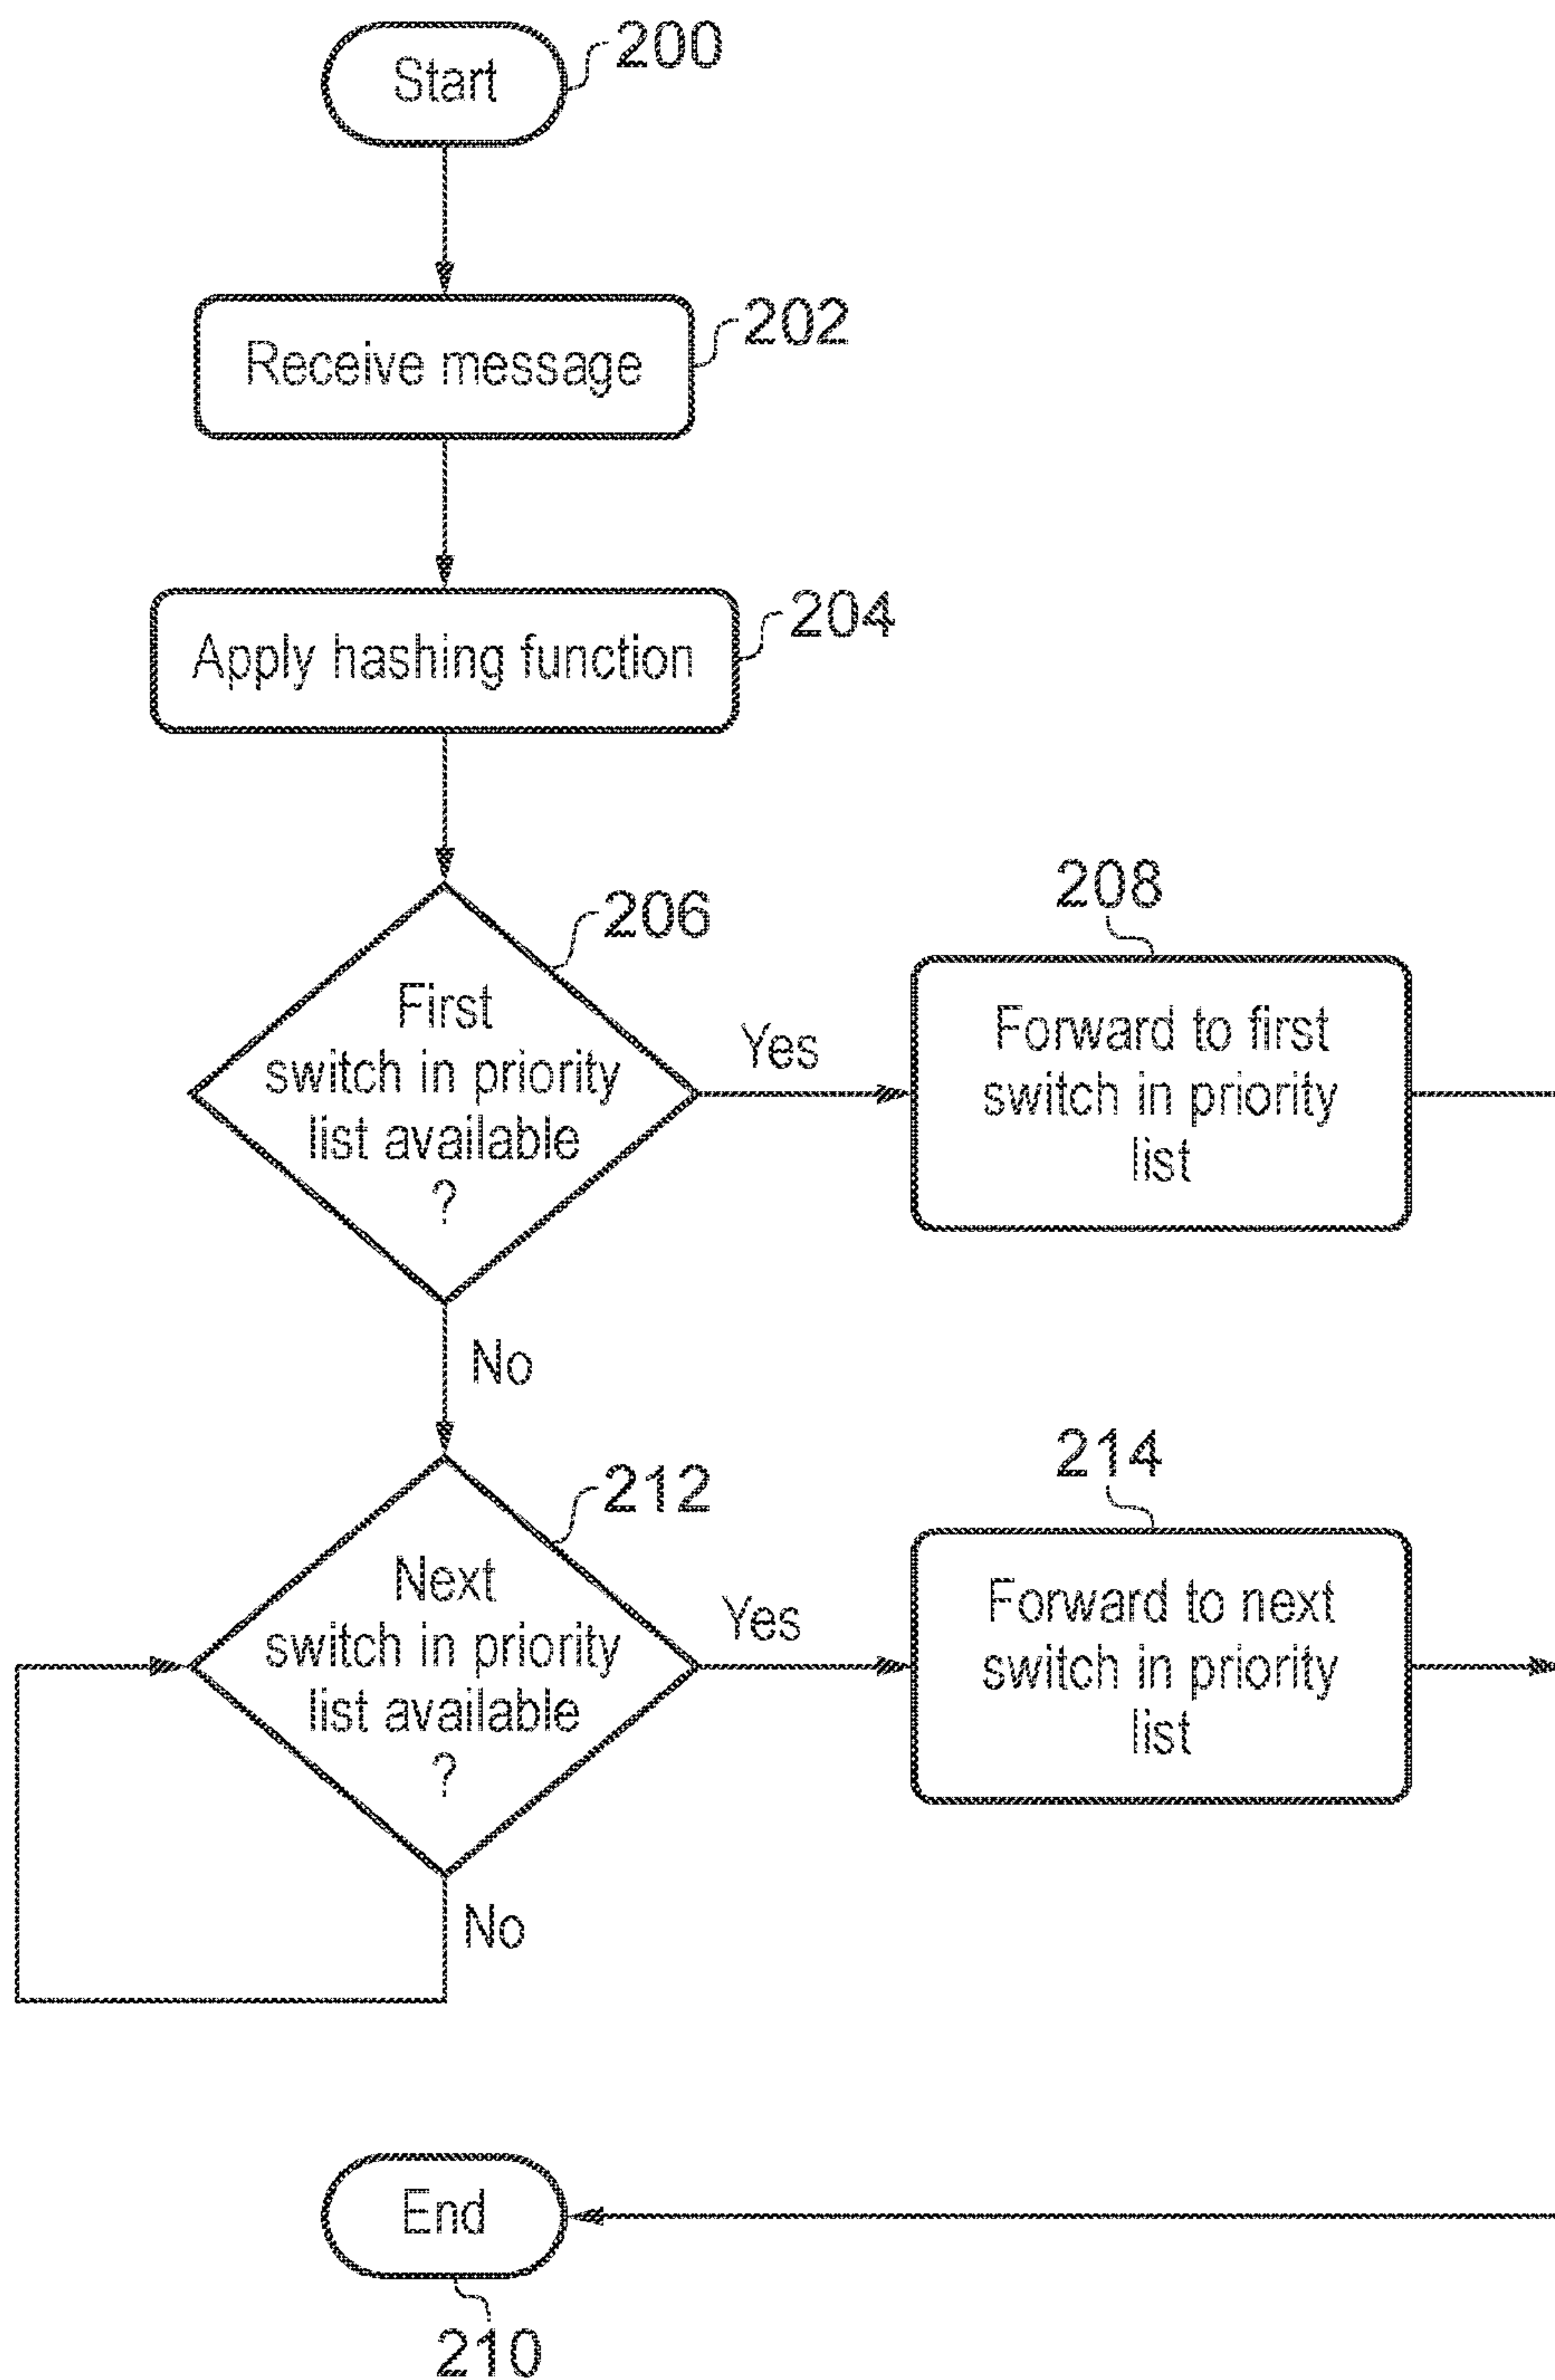 Start
200
Receive message
202
Apply hashing function
204
206
First
switch in priority
list available
?
Yes
208
Forward to first
switch in priority
list
No
212
Next
switch in priority
list available
?
Yes
214
Forward to next
switch in priority
list
No
End
210